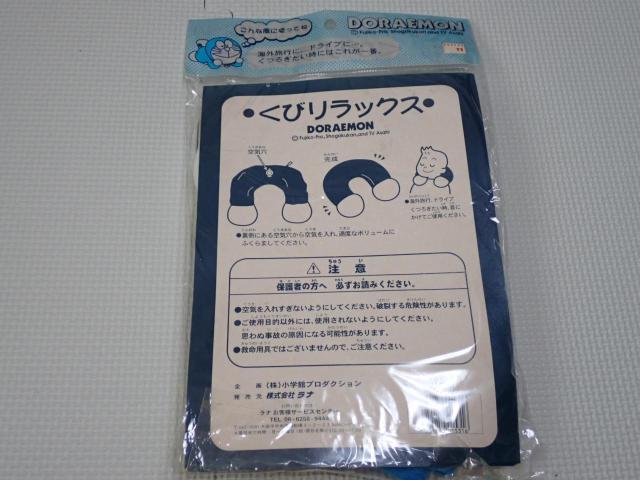 こんな風に使ってね
海外旅行に…、ドライブに…。
くつろぎたい時にはこれが一番。
DORAEMON
© Fujiko-Pro, Shogakukan, and TV Asahi
•くびリラックス•
DORAEMON
© Fujiko-Pro, Shogakukan, and TV Asahi
空気穴
完成
●裏側にある空気穴から空気を入れ、適度なボリュームに
ふくらましてください。
●海外旅行、ドライブ
くつろぎたい時、首に
かけてご使用ください。
⚠ 注意
保護者の方へ 必ずお読みください。
●空気を入れすぎないようにしてください。破裂する危険性があります。
●ご使用目的以外には、使用されないようにしてください。
思わぬ事故の原因になる可能性があります。
●救命用具ではございませんので、ご注意ください。
企画 (株)小学館プロダクション
発売元 株式会社 ラナ
お問い合わせは
ラナ お客様サービスセンター
TEL. 06-6256-